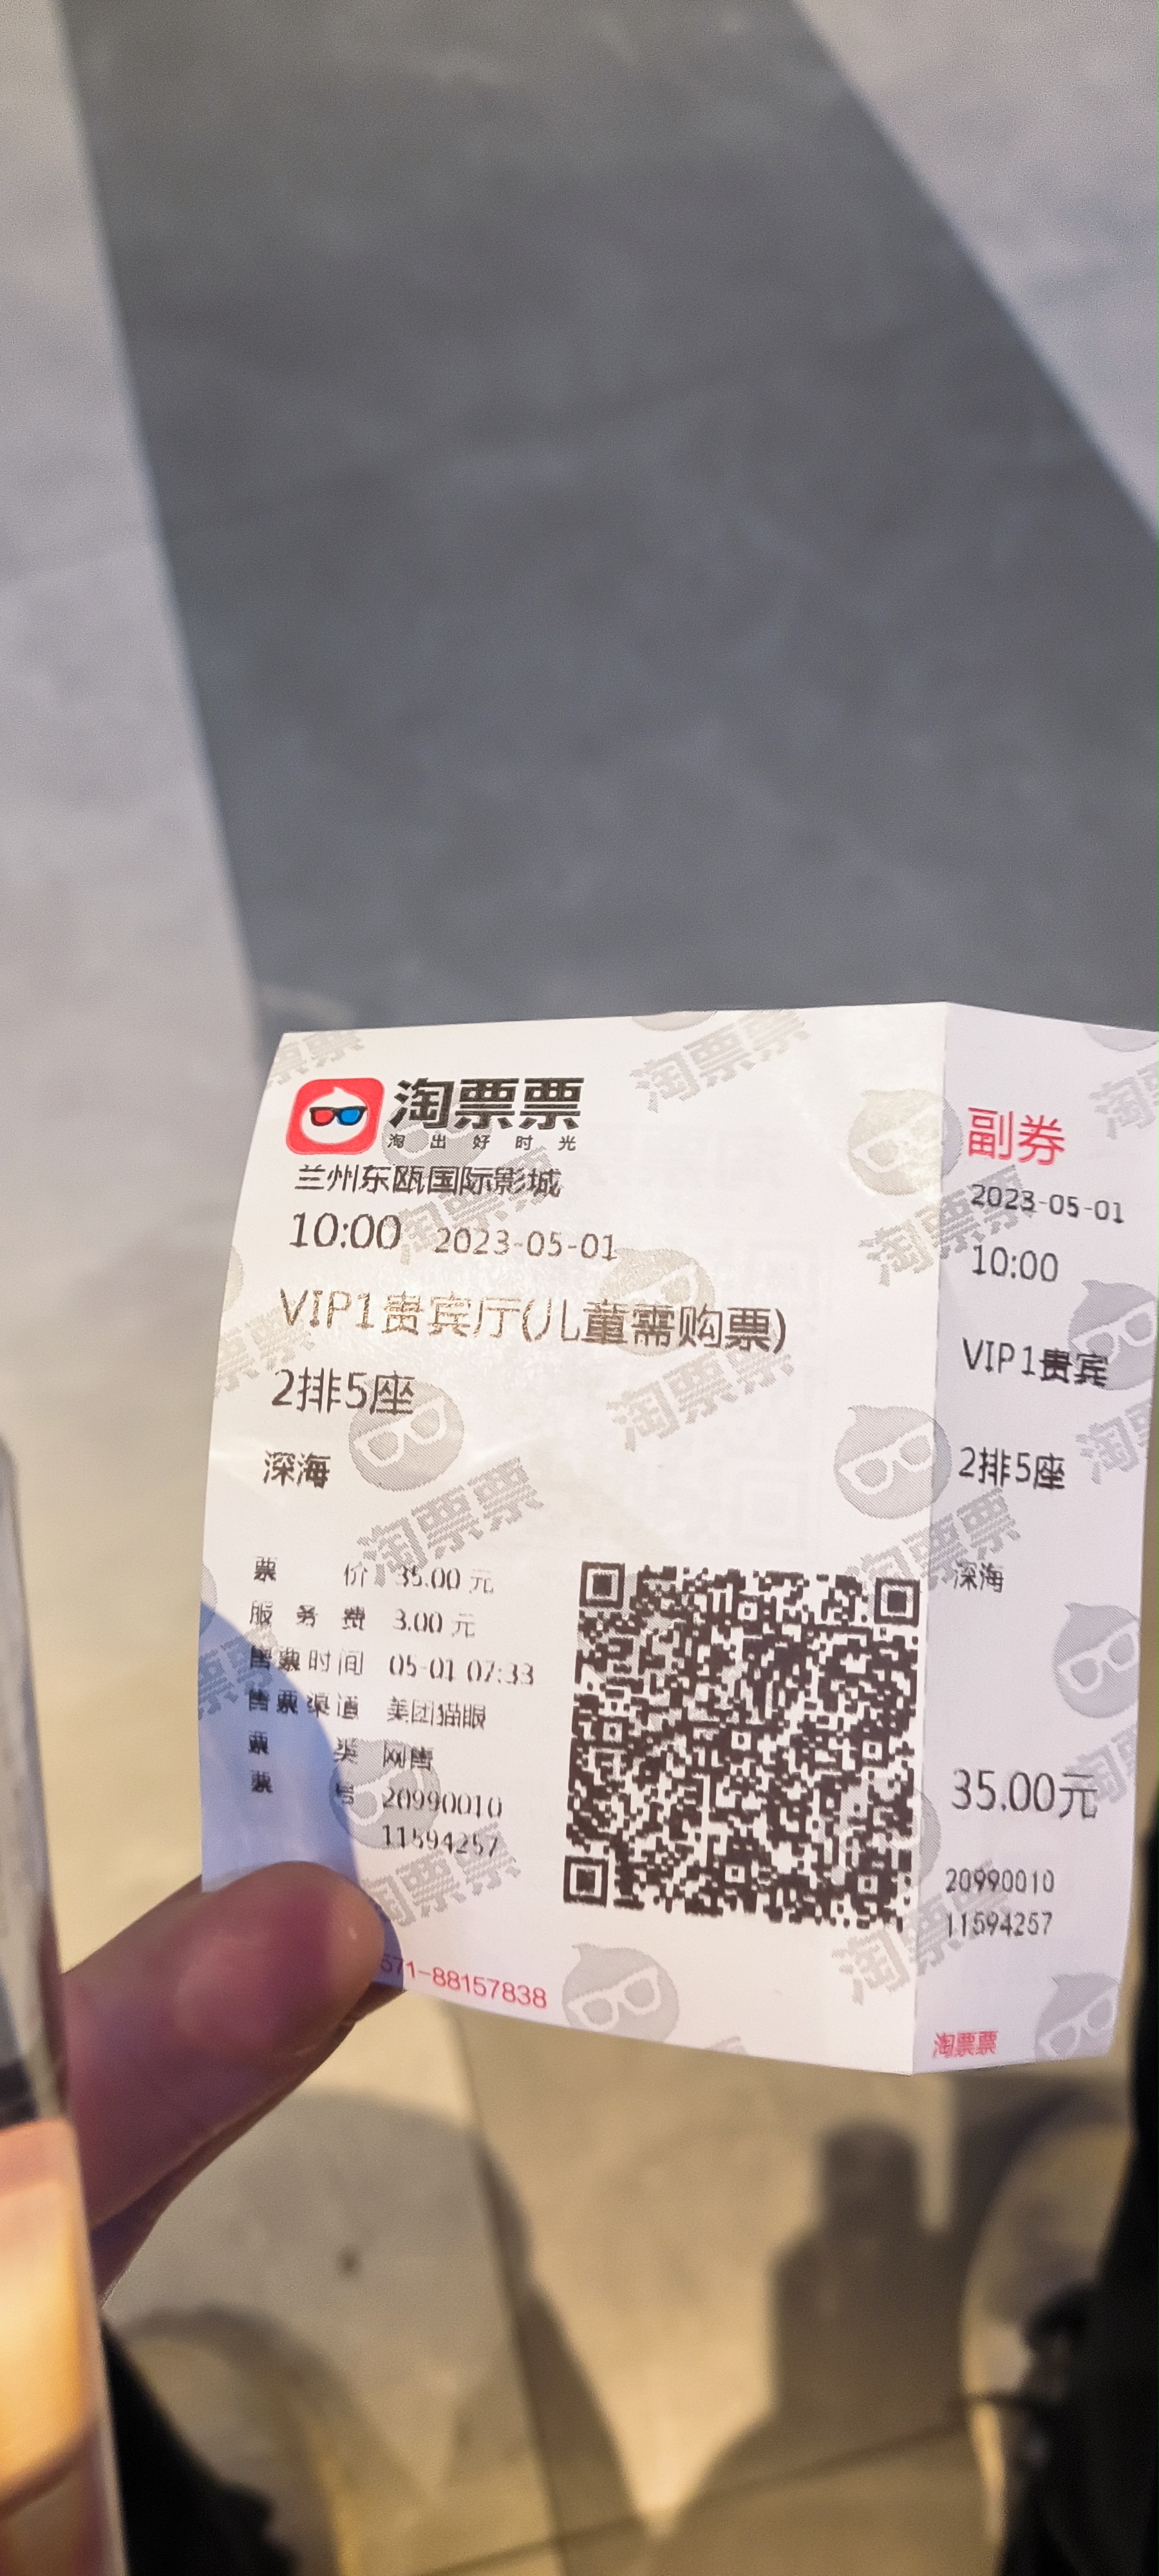 淘票票
淘出好时光
兰州东瓯国际影城
10:00 2023-05-01
VIP1贵宾厅(儿童需购票)
2排5座
深海
票价 35.00 元
服务费 3.00 元
售票时间 05-01 07:33
售票渠道 美团猫眼
票类 网售
票号 20990010
11594257
571-88157838
副券
2023-05-01
10:00
VIP1贵宾
2排5座
深海
35.00元
20990010
11594257
淘票票